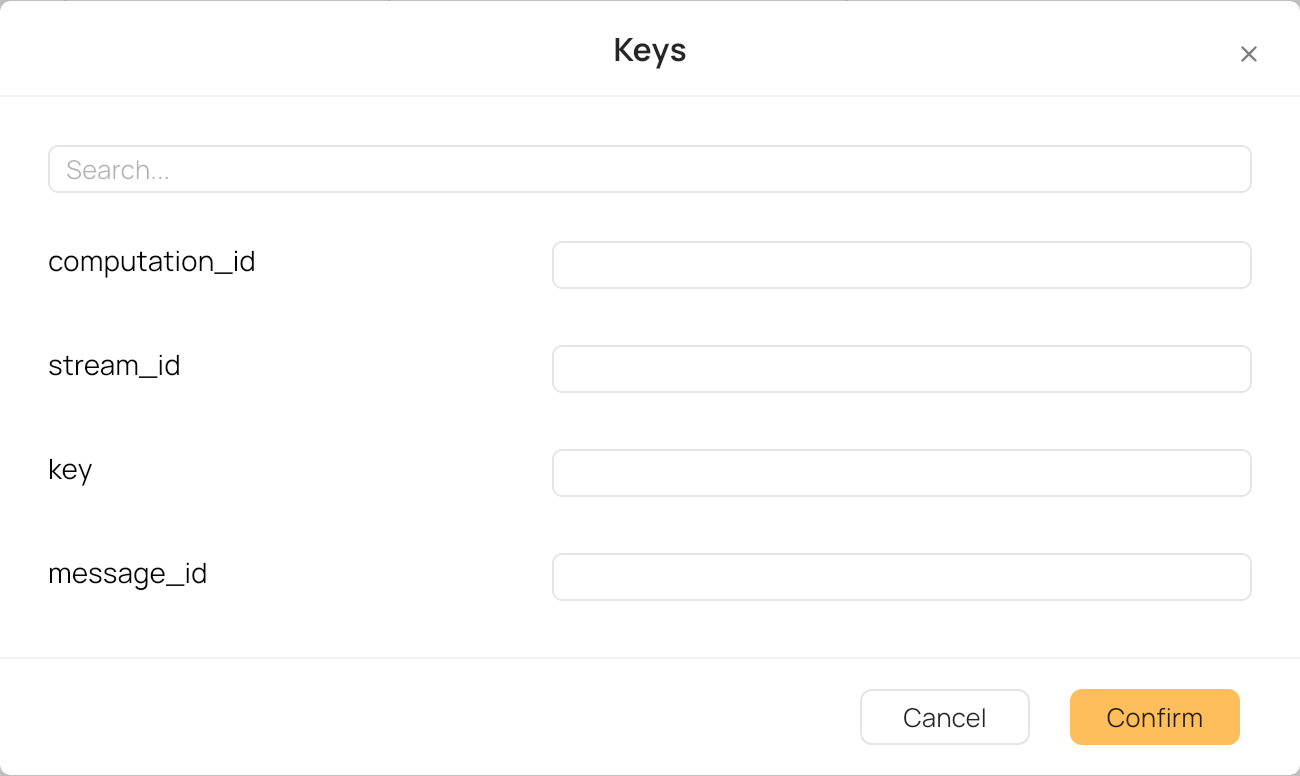 Keys
Search...
computation_id
stream_id
key
message_id
Cancel
Confirm